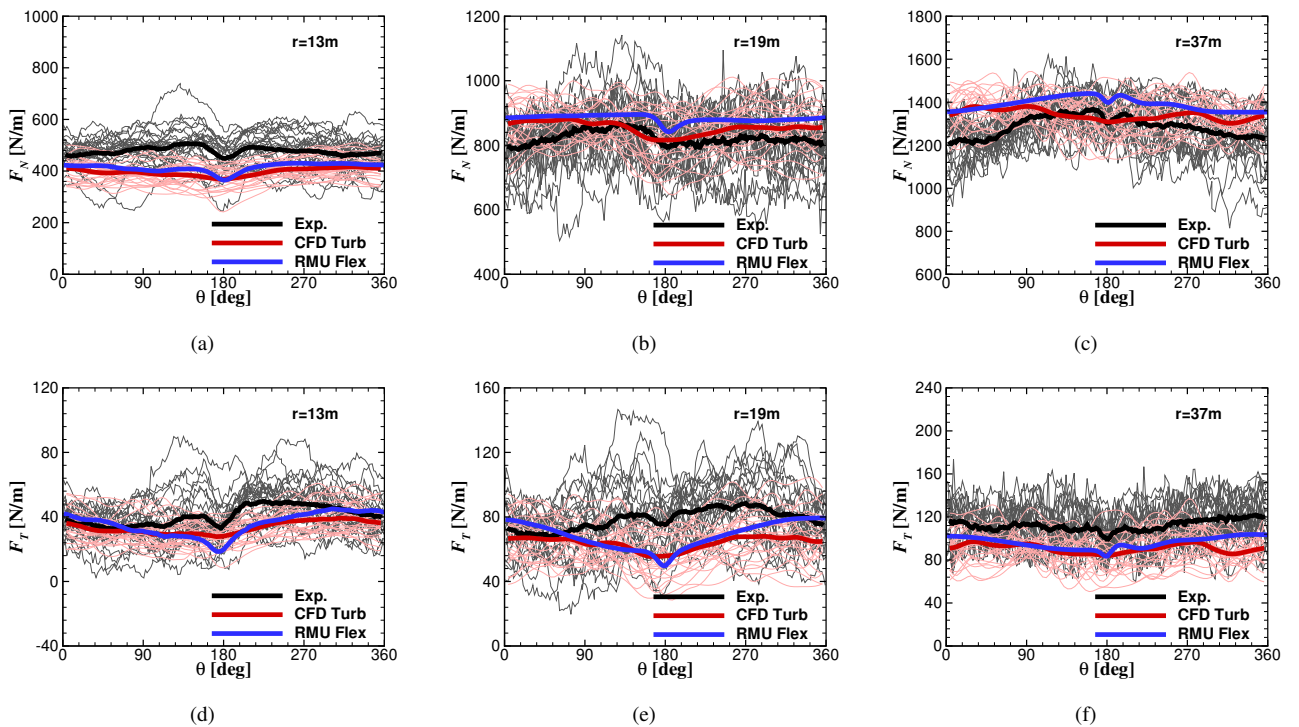 1000
800
600
400
200
0
F_N [N/m]
r=13m
Exp.
CFD Turb
RMU Flex
0 90 180 270 360
θ [deg]
(a)
1200
1000
800
600
400
F_N [N/m]
r=19m
Exp.
CFD Turb
RMU Flex
0 90 180 270 360
θ [deg]
(b)
1800
1600
1400
1200
1000
800
600
F_N [N/m]
r=37m
Exp.
CFD Turb
RMU Flex
0 90 180 270 360
θ [deg]
(c)
120
80
40
0
-40
F_T [N/m]
r=13m
Exp.
CFD Turb
RMU Flex
0 90 180 270 360
θ [deg]
(d)
160
120
80
40
0
F_T [N/m]
r=19m
Exp.
CFD Turb
RMU Flex
0 90 180 270 360
θ [deg]
(e)
240
200
160
120
80
40
0
F_T [N/m]
r=37m
Exp.
CFD Turb
RMU Flex
0 90 180 270 360
θ [deg]
(f)